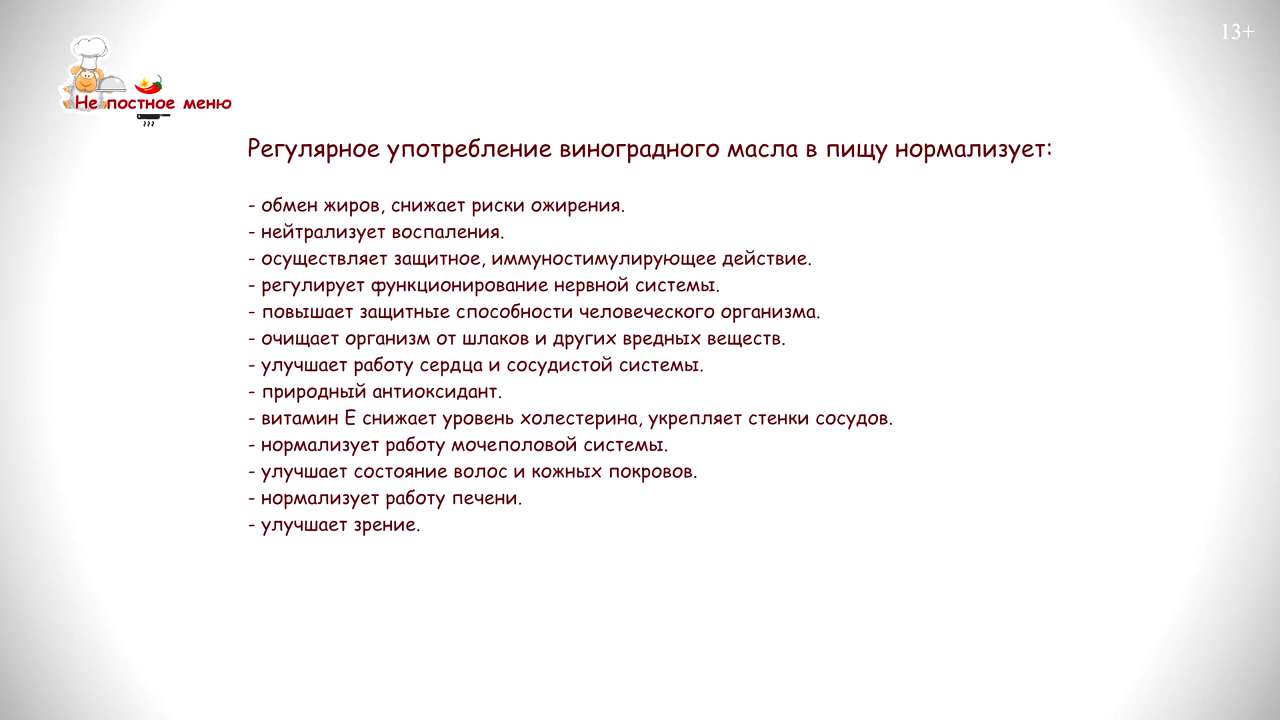 13+
Не постное меню
Регулярное употребление виноградного масла в пищу нормализует:
- обмен жиров, снижает риски ожирения.
- нейтрализует воспаления.
- осуществляет защитное, иммуностимулирующее действие.
- регулирует функционирование нервной системы.
- повышает защитные способности человеческого организма.
- очищает организм от шлаков и других вредных веществ.
- улучшает работу сердца и сосудистой системы.
- природный антиоксидант.
- витамин Е снижает уровень холестерина, укрепляет стенки сосудов.
- нормализует работу мочеполовой системы.
- улучшает состояние волос и кожных покровов.
- нормализует работу печени.
- улучшает зрение.